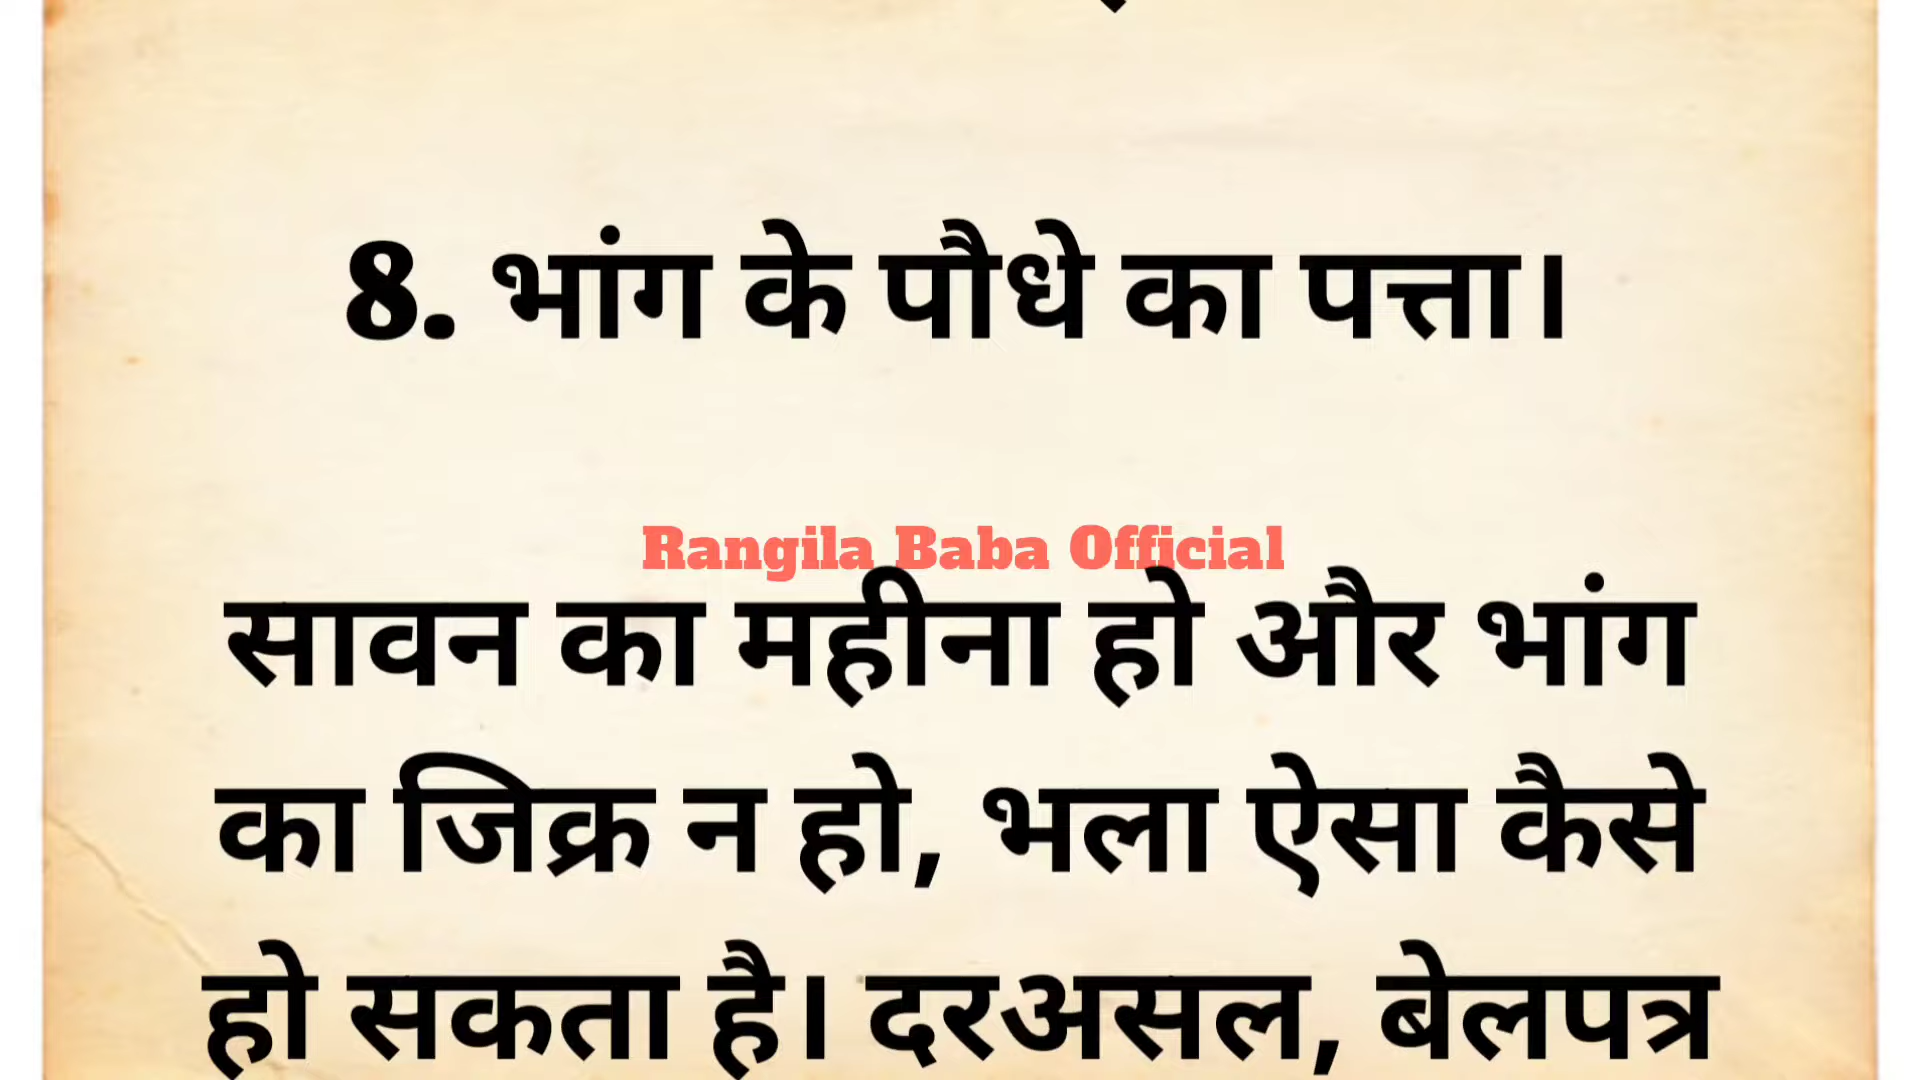 8. भांग के पौधे का पत्ता।
Rangila Baba Official
सावन का महीना हो और भांग
का जिक्र न हो, भला ऐसा कैसे
हो सकता है। दरअसल, बेलपत्र